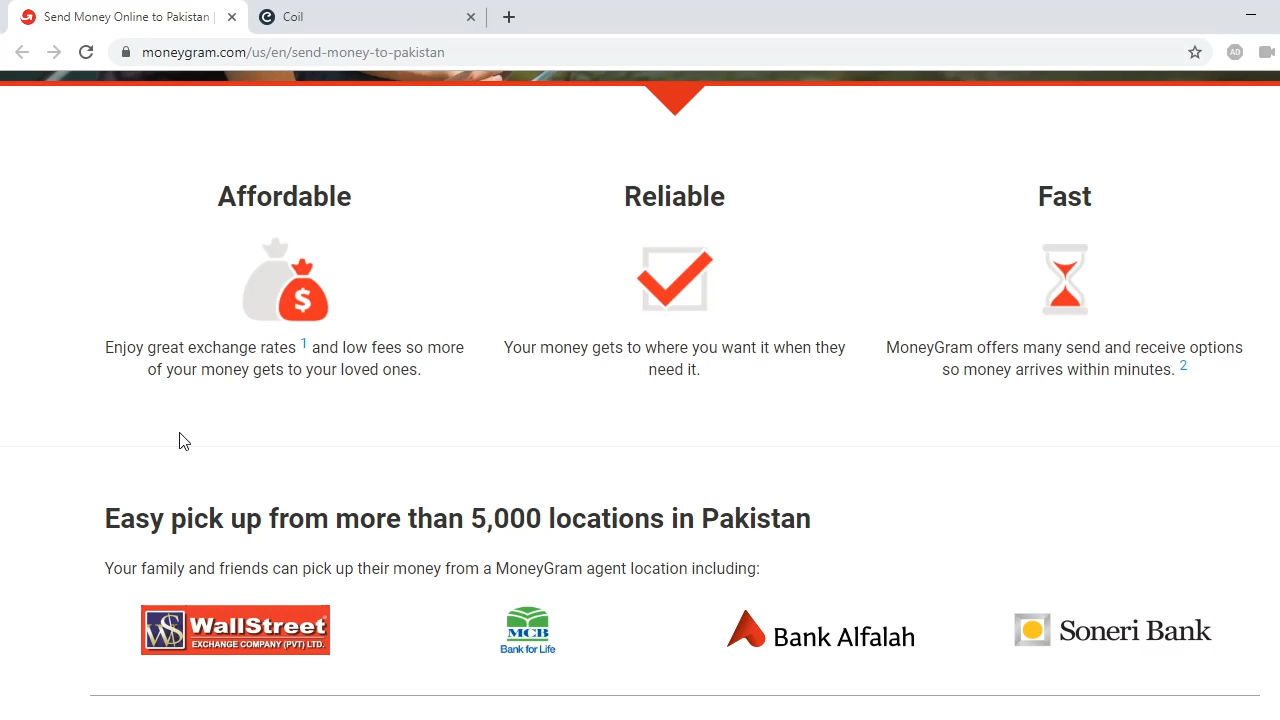 Send Money Online to Pakistan |
Coil
moneygram.com/us/en/send-money-to-pakistan
AD
Affordable
Reliable
Fast
$
Enjoy great exchange rates 1 and low fees so more
of your money gets to your loved ones.
Your money gets to where you want it when they
need it.
MoneyGram offers many send and receive options
so money arrives within minutes. 2
Easy pick up from more than 5,000 locations in Pakistan
Your family and friends can pick up their money from a MoneyGram agent location including:
WS WallStreet
EXCHANGE COMPANY (PVT) LTD.
MCB
Bank for Life
Bank Alfalah
Soneri Bank